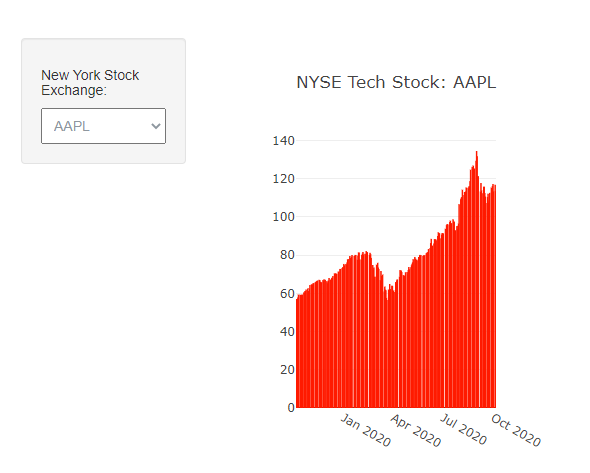 New York Stock
Exchange:
AAPL
NYSE Tech Stock: AAPL
140
120
100
80
60
40
20
0
Jan 2020
Apr 2020
Jul 2020
Oct 2020